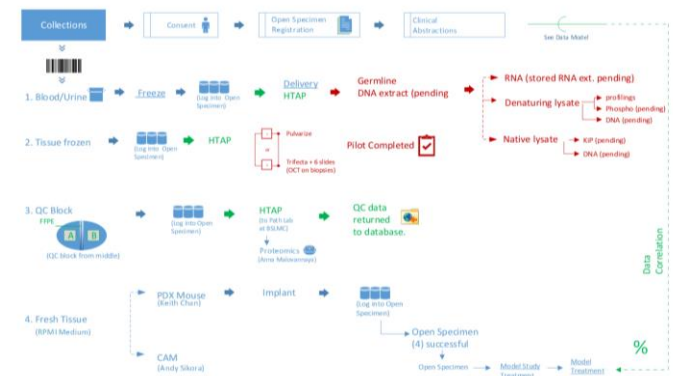 Collections
Consent
Open Specimen
Registration
Clinical
Abstractions
See Data Model
1. Blood/Urine
Freeze
(Log Into Open
Specimen)
Delivery
HTAP
Germline
DNA extract (pending
RNA (stored RNA ext. pending)
Denaturing lysate
profilings
Phospho (pending)
DNA (pending)
Native lysate
KiP (pending)
DNA (pending)
2. Tissue frozen
(Log Into Open
Specimen)
HTAP
Pulverize
Trifecta + 6 slides
(OCT on biopsies)
Pilot Completed
3. QC Block
FFPE
A
B
(QC block from middle)
(Log Into Open
Specimen)
HTAP
(to Path Lab
at BSLMC)
Proteomics
QC data
returned
to database.
Data
Correlation
4. Fresh Tissue
(RPMI Medium)
PDX Mouse
(Keith Chan)
Implant
(Log Into Open
Specimen)
Open Specimen
(4) successful
CAM
(Andy Sikora)
Open Specimen
Model Study
Treatment
Model
Treatment
%